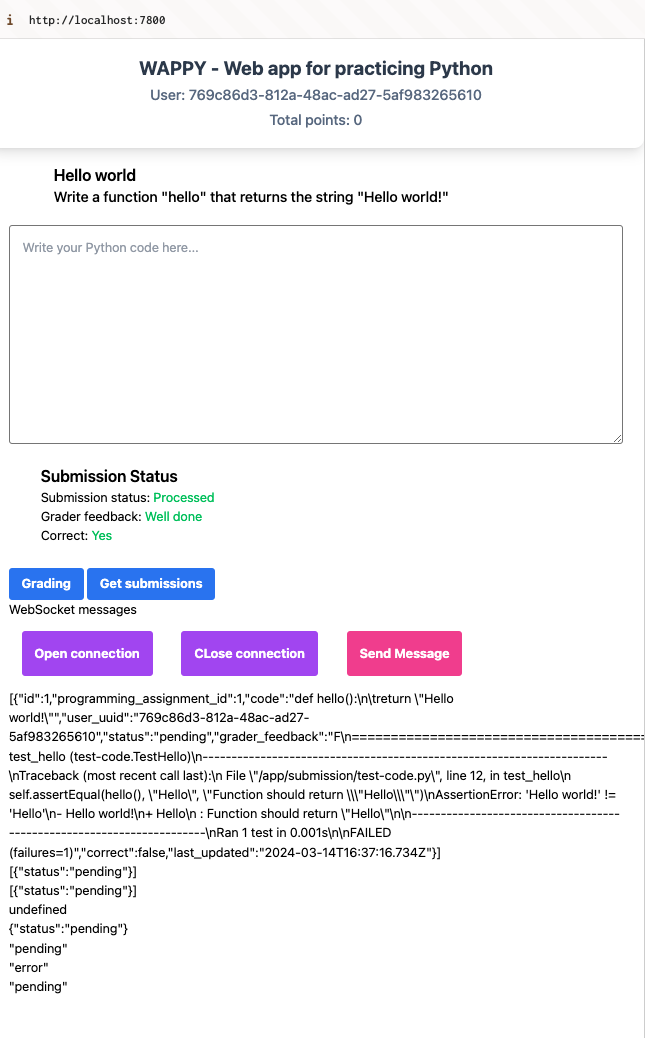 i http://localhost:7800
WAPPY - Web app for practicing Python
User: 769c86d3-812a-48ac-ad27-5af983265610
Total points: 0
Hello world
Write a function "hello" that returns the string "Hello world!"
Write your Python code here...
Submission Status
Submission status: Processed
Grader feedback: Well done
Correct: Yes
Grading Get submissions
WebSocket messages
Open connection CLose connection Send Message
[{"id":1,"programming_assignment_id":1,"code":"def hello():\n\treturn \"Hello
world!\"","user_uuid":"769c86d3-812a-48ac-ad27-
5af983265610","status":"pending","grader_feedback":"F\n======================================
test_hello (test-code.TestHello)\n----------------------------------------------------------------------
\nTraceback (most recent call last):\n File \"/app/submission/test-code.py\", line 12, in test_hello\n
self.assertEqual(hello(), \"Hello\", \"Function should return \\\"Hello\\\"\")\nAssertionError: 'Hello world!' !=
'Hello'\n- Hello world!\n+ Hello\n : Function should return \"Hello\"\n\n------------------------------------
----------------------------------\nRan 1 test in 0.001s\n\nFAILED
(failures=1)","correct":false,"last_updated":"2024-03-14T16:37:16.734Z"}]
[{"status":"pending"}]
[{"status":"pending"}]
undefined
{"status":"pending"}
"pending"
"error"
"pending"